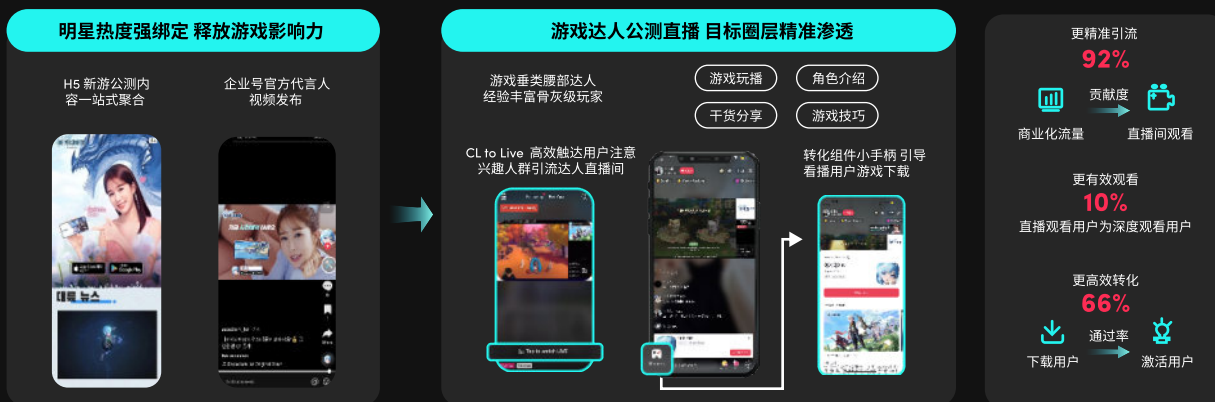 明星热度强绑定 释放游戏影响力
H5 新游公测内
容一站式聚合
企业号官方代言人
视频发布
대륙 뉴스
游戏达人公测直播 目标圈层精准渗透
游戏垂类腰部达人
经验丰富骨灰级玩家
游戏玩播
角色介绍
干货分享
游戏技巧
CL to Live 高效触达用户注意
兴趣人群引流达人直播间
Tap to watch LIVE
转化组件小手柄 引导
看播用户游戏下载
更精准引流
92%
贡献度
商业化流量
直播间观看
更有效观看
10%
直播观看用户为深度观看用户
更高效转化
66%
通过率
下载用户
激活用户